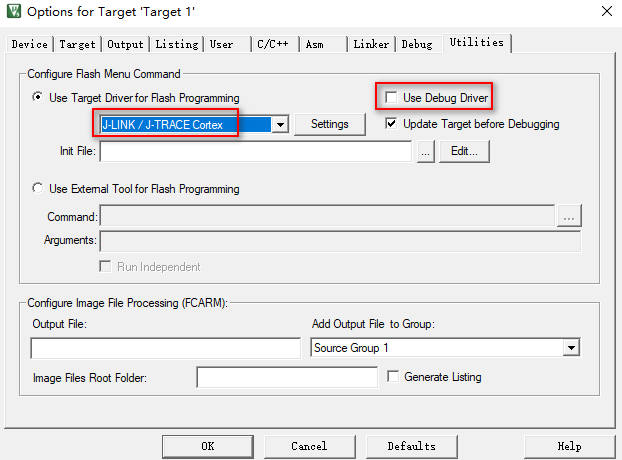 Options for Target 'Target 1'
Device Target Output Listing User C/C++ Asm Linker Debug Utilities
Configure Flash Menu Command
Use Target Driver for Flash Programming
Use Debug Driver
J-LINK / J-TRACE Cortex
Settings
Update Target before Debugging
Init File:
...
Edit...
Use External Tool for Flash Programming
Command:
...
Arguments:
Run Independent
Configure Image File Processing (FCARM):
Output File:
Add Output File to Group:
Source Group 1
Image Files Root Folder:
Generate Listing
OK
Cancel
Defaults
Help